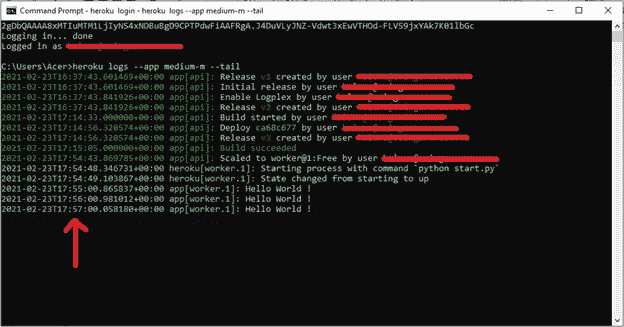 Command Prompt - heroku login - heroku logs --app medium-m --tail
2gDbQAAAA8xMTIuMTM1LjIyNS4xNDBuBgD9CPTPdwFiAAFRgA.J4DuVLyJNZ-Vdwt3xEwVTHOd-FLVS9jxYAk7K01lbGc
Logging in... done
Logged in as
C:\Users\Acer>heroku logs --app medium-m --tail
2021-02-23T16:37:43.601469+00:00 app[api]: Release v1 created by user
2021-02-23T16:37:43.601469+00:00 app[api]: Initial release by user
2021-02-23T16:37:43.841926+00:00 app[api]: Enable Logplex by user
2021-02-23T16:37:43.841926+00:00 app[api]: Release v2 created by user
2021-02-23T17:14:33.000000+00:00 app[api]: Build started by user
2021-02-23T17:14:56.320574+00:00 app[api]: Deploy ca68c677 by user
2021-02-23T17:14:56.320574+00:00 app[api]: Release v3 created by user
2021-02-23T17:15:05.000000+00:00 app[api]: Build succeeded
2021-02-23T17:54:43.869785+00:00 app[api]: Scaled to worker@1:Free by user
2021-02-23T17:54:48.346731+00:00 heroku[worker.1]: Starting process with command `python start.py`
2021-02-23T17:54:49.103867+00:00 heroku[worker.1]: State changed from starting to up
2021-02-23T17:55:00.865837+00:00 app[worker.1]: Hello World !
2021-02-23T17:56:00.981012+00:00 app[worker.1]: Hello World !
2021-02-23T17:57:00.058180+00:00 app[worker.1]: Hello World !